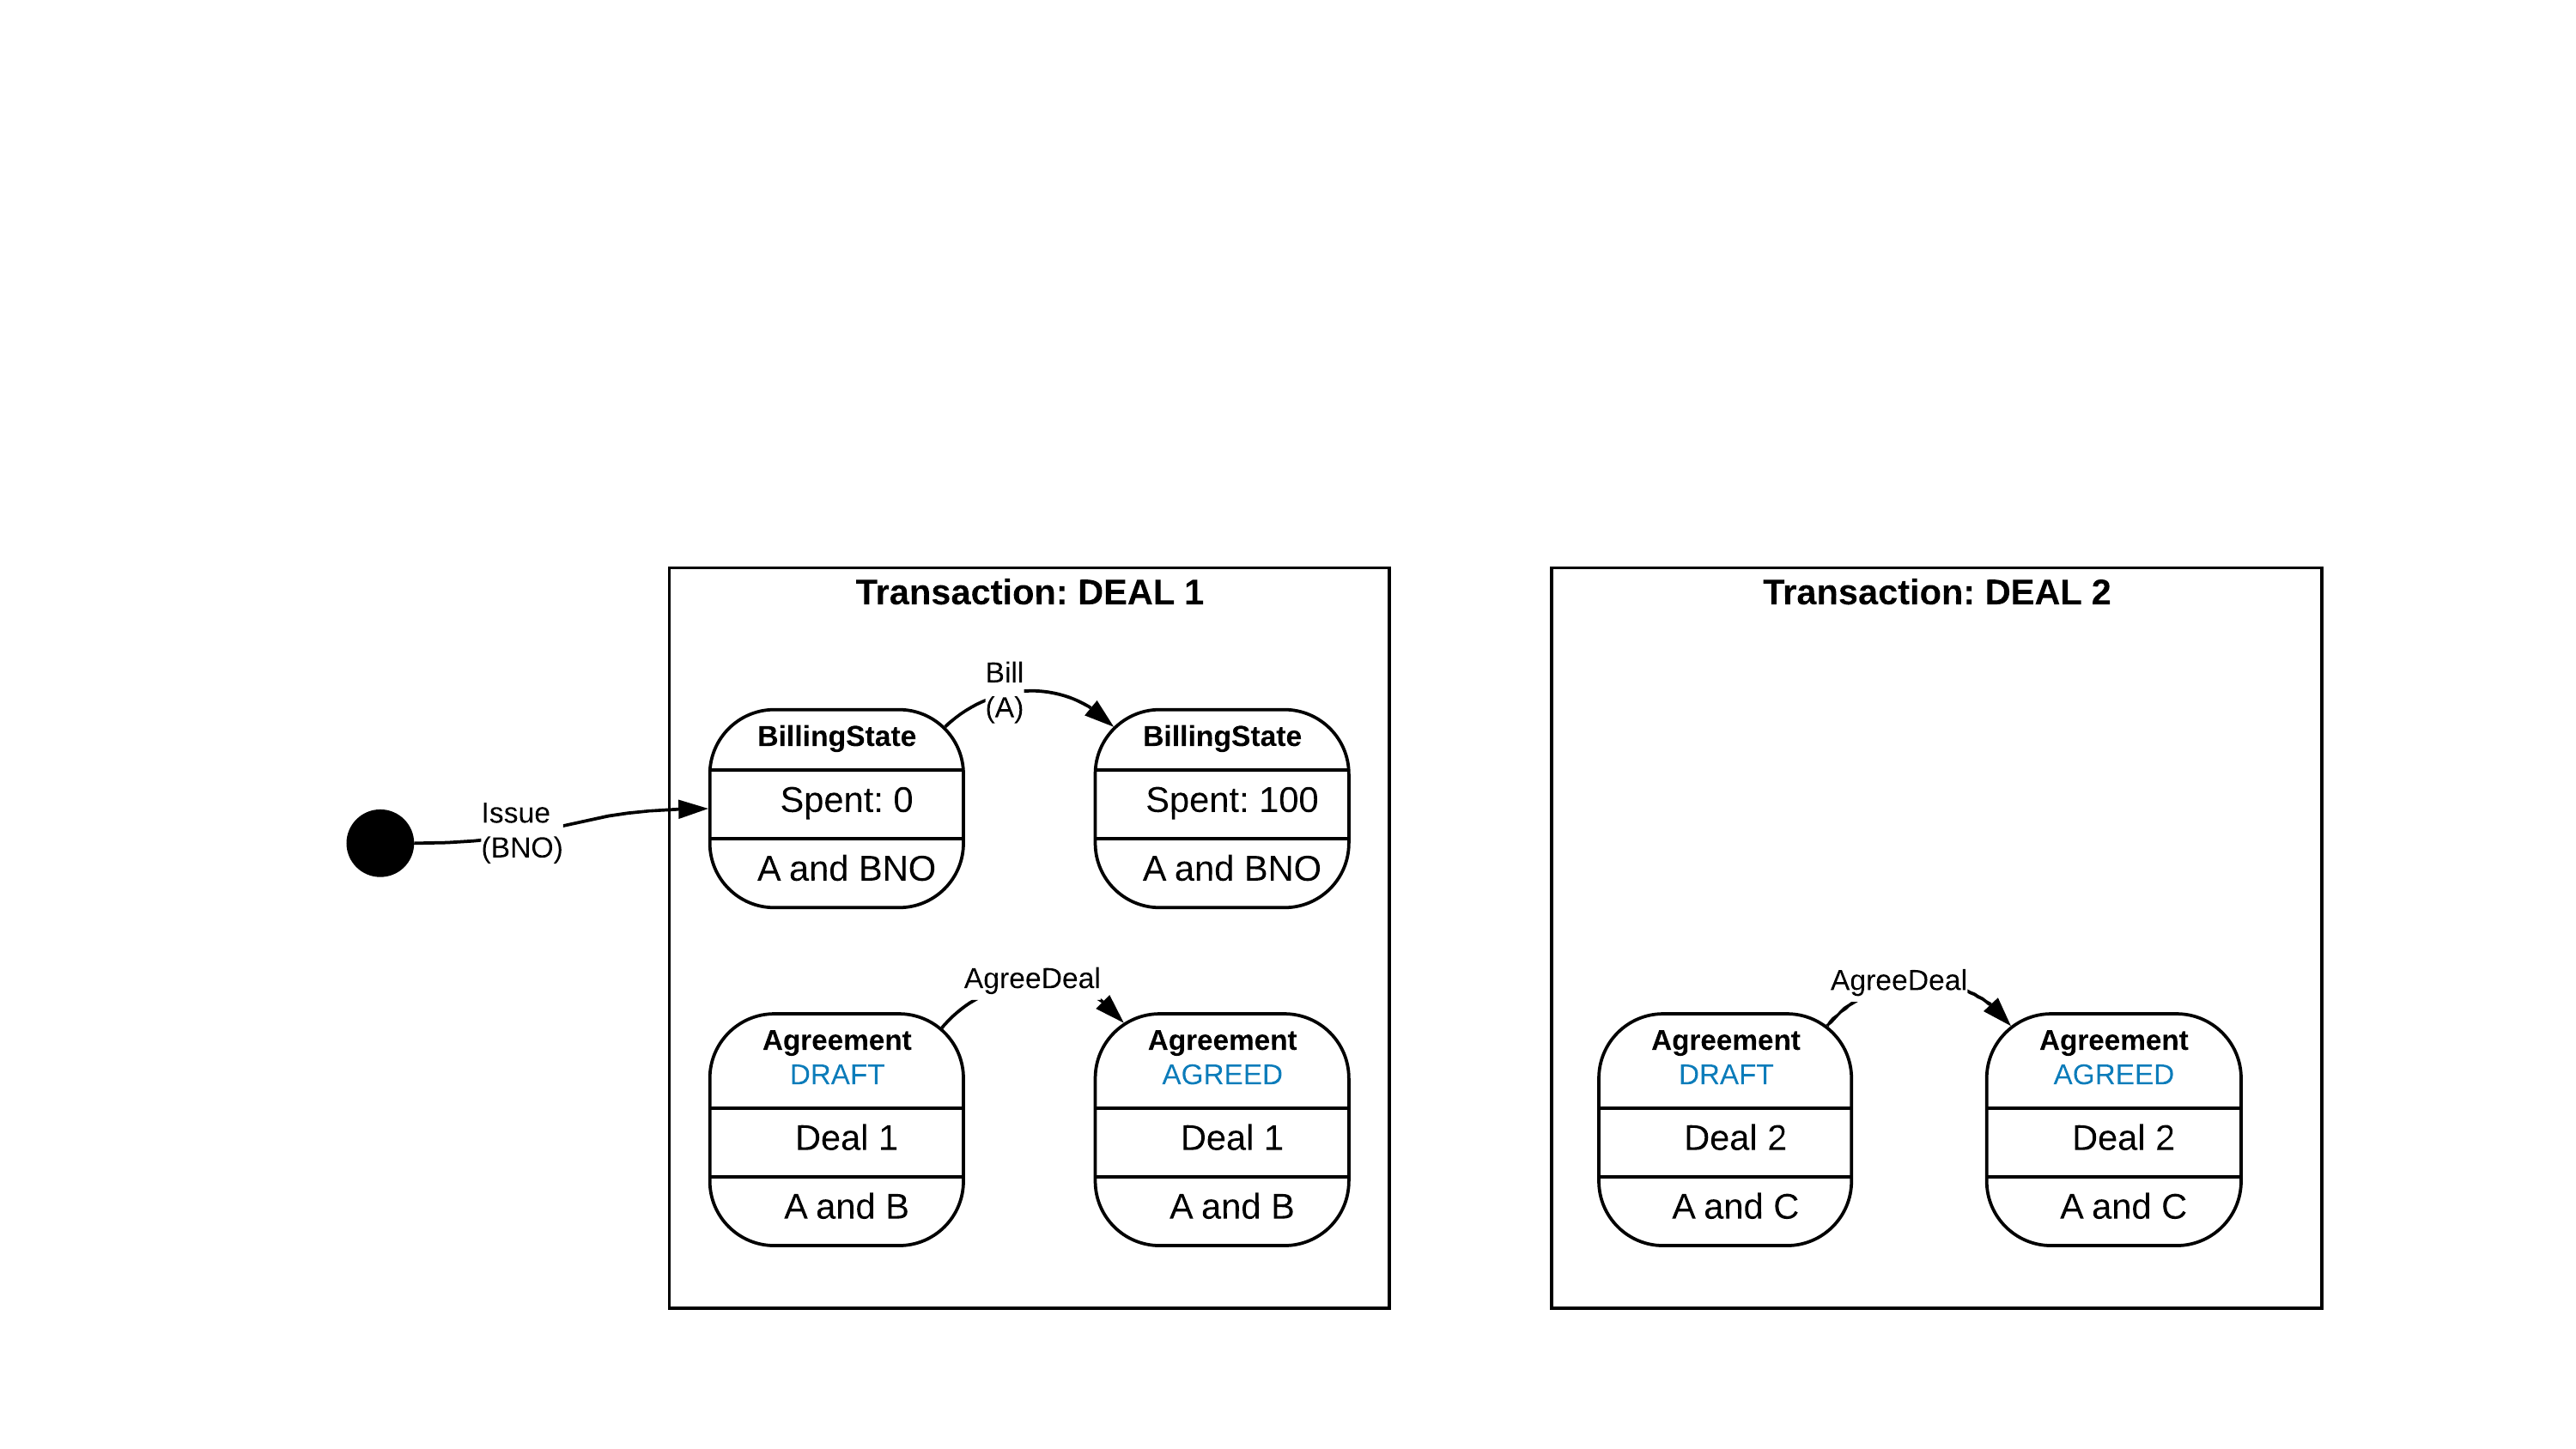 Transaction: DEAL 1
Issue
(BNO)
Bill
(A)
BillingState
Spent: 0
A and BNO
BillingState
Spent: 100
A and BNO
AgreeDeal
Agreement
DRAFT
Deal 1
A and B
Agreement
AGREED
Deal 1
A and B
Transaction: DEAL 2
AgreeDeal
Agreement
DRAFT
Deal 2
A and C
Agreement
AGREED
Deal 2
A and C